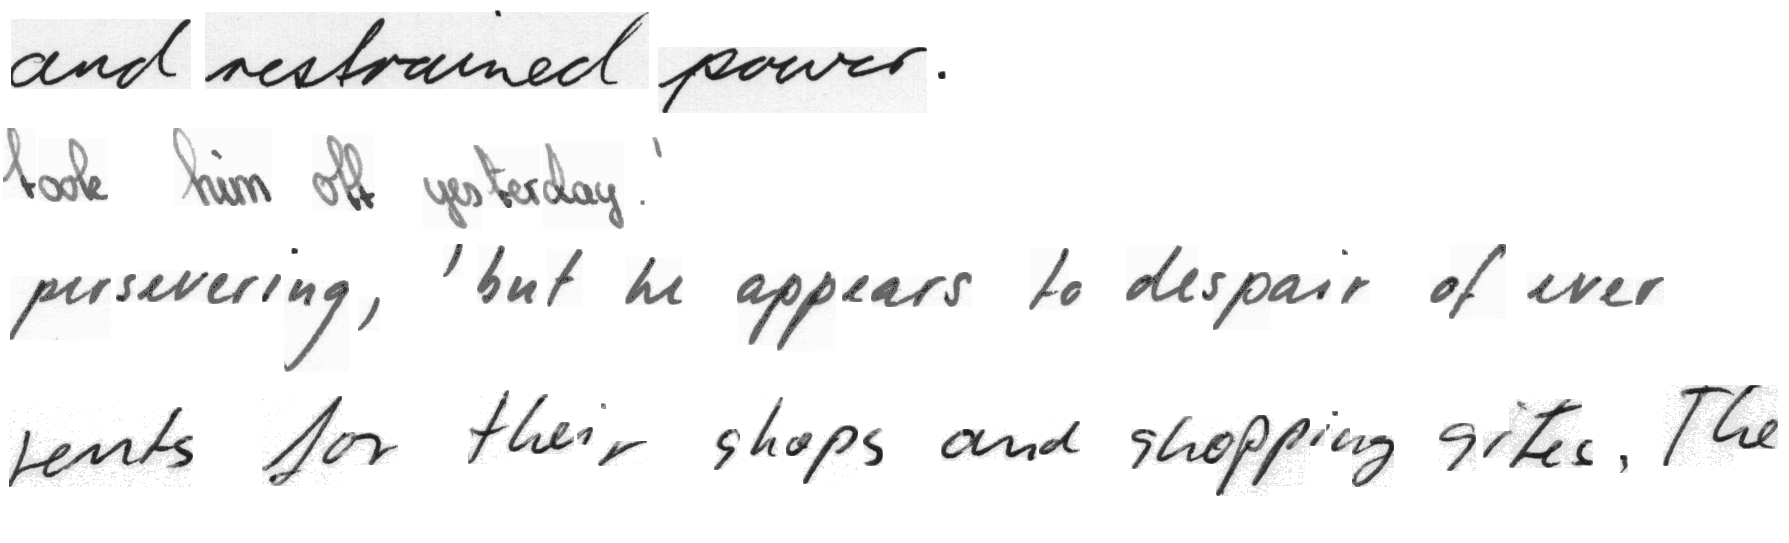 and restrained power.
took him off yesterday.'
persevering, 'but he appears to despair of ever
rents for their shops and shopping sites. The